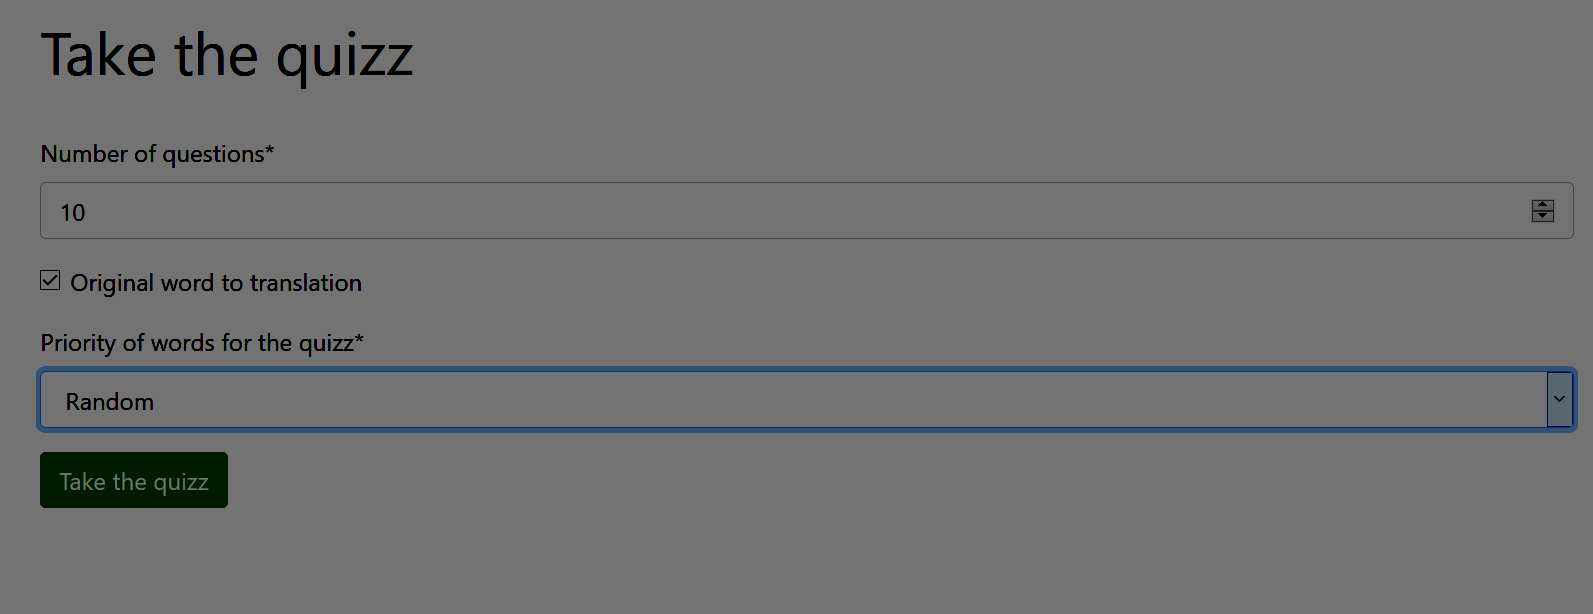 Take the quizz
Number of questions*
10
Original word to translation
Priority of words for the quizz*
Random
Take the quizz